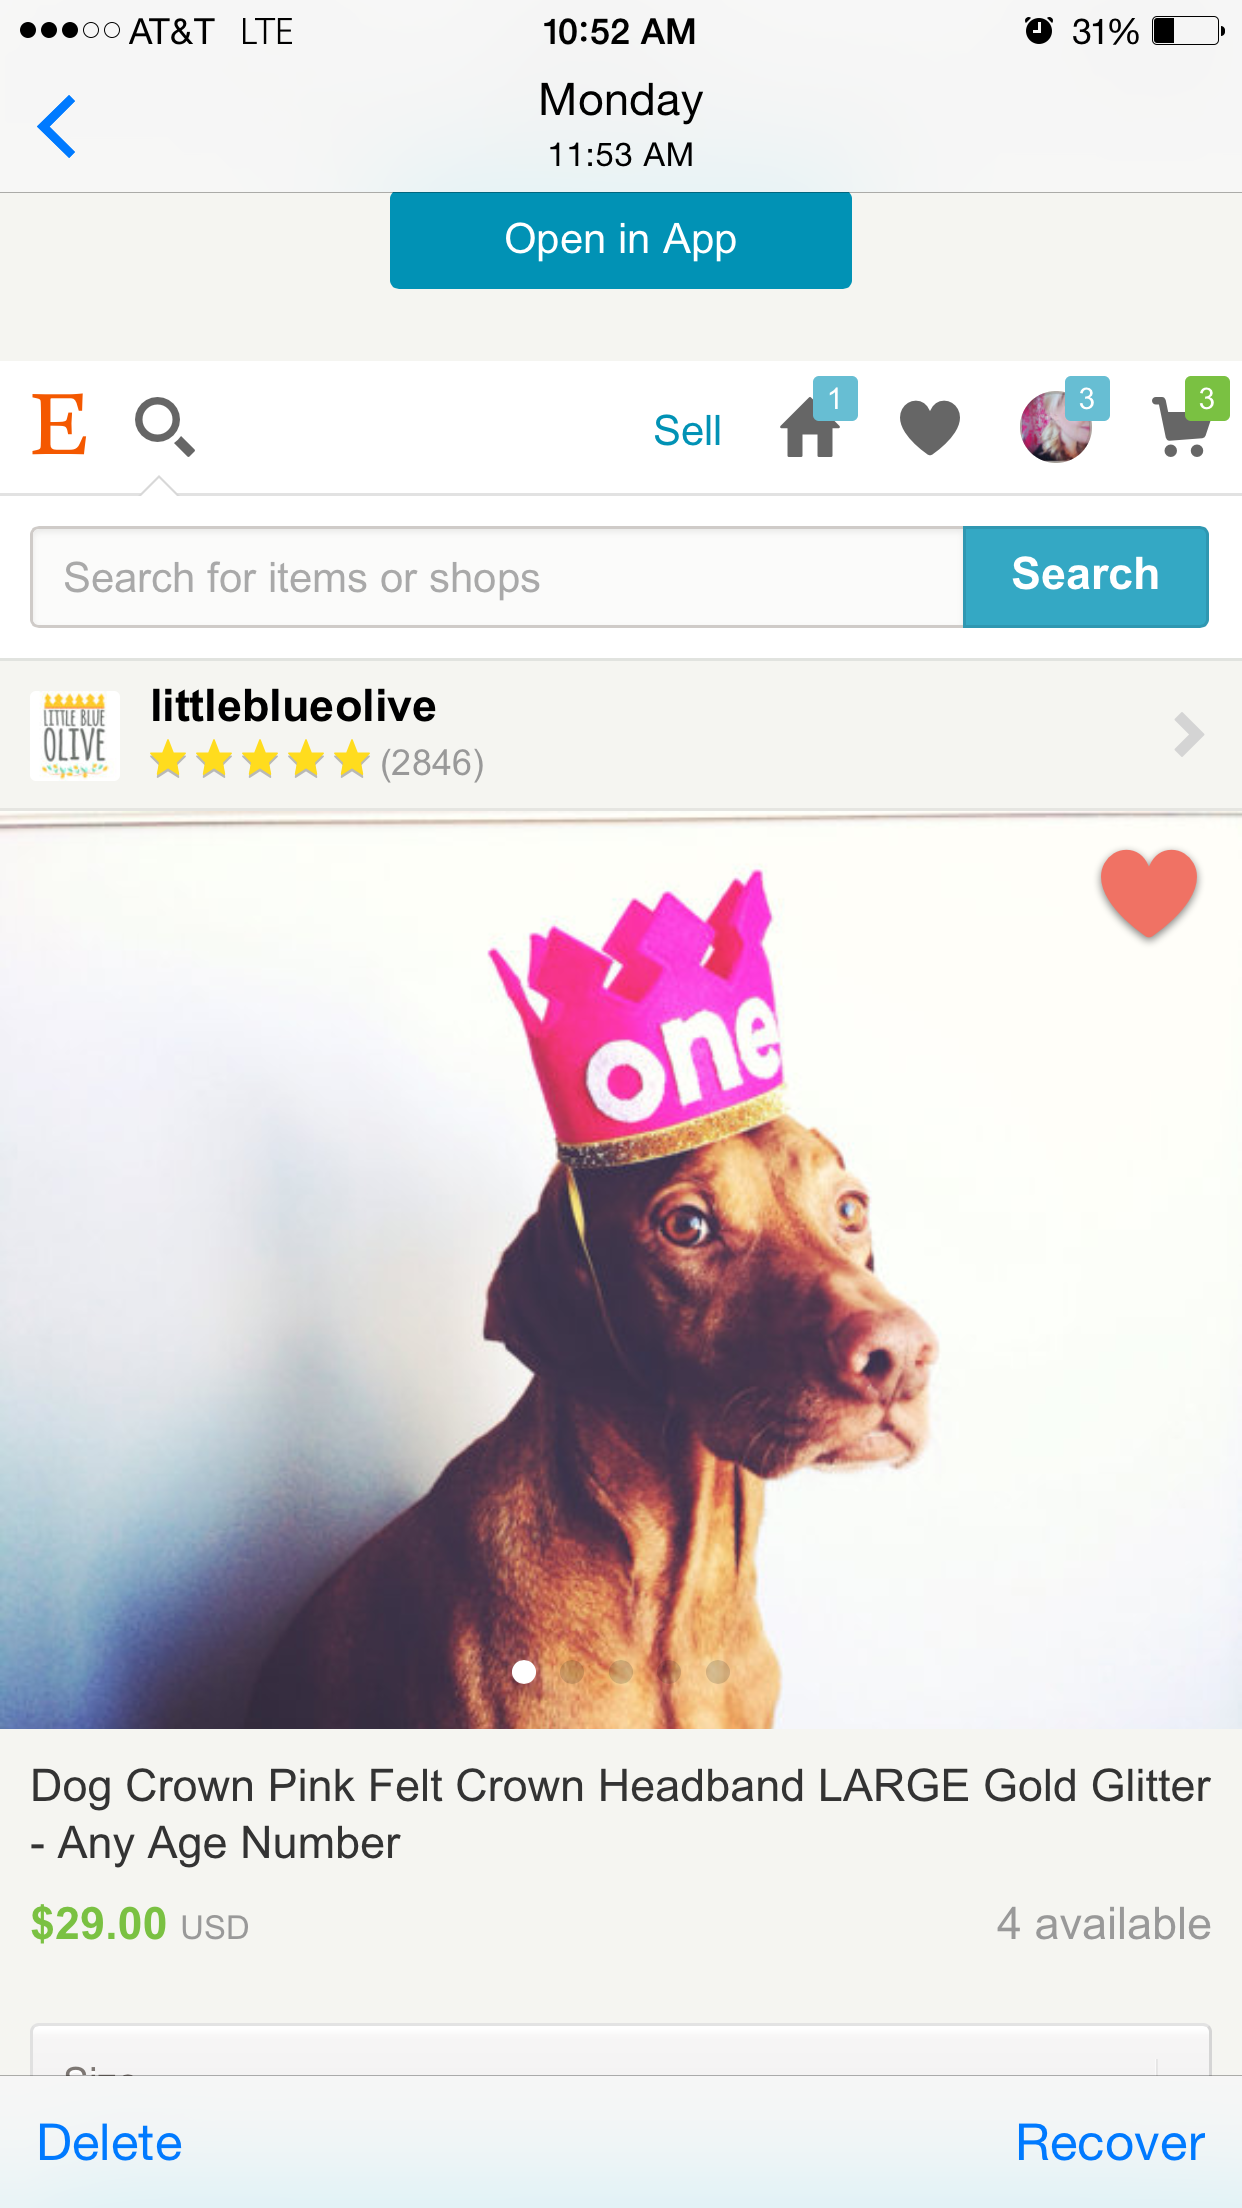 AT&T LTE 10:52 AM 31%
Monday
11:53 AM
Open in App
E Sell 1 3 3
Search for items or shops Search
LITTLE BLUE
OLIVE
littleblueolive
(2846)
one
Dog Crown Pink Felt Crown Headband LARGE Gold Glitter
- Any Age Number
$29.00 USD 4 available
Delete Recover